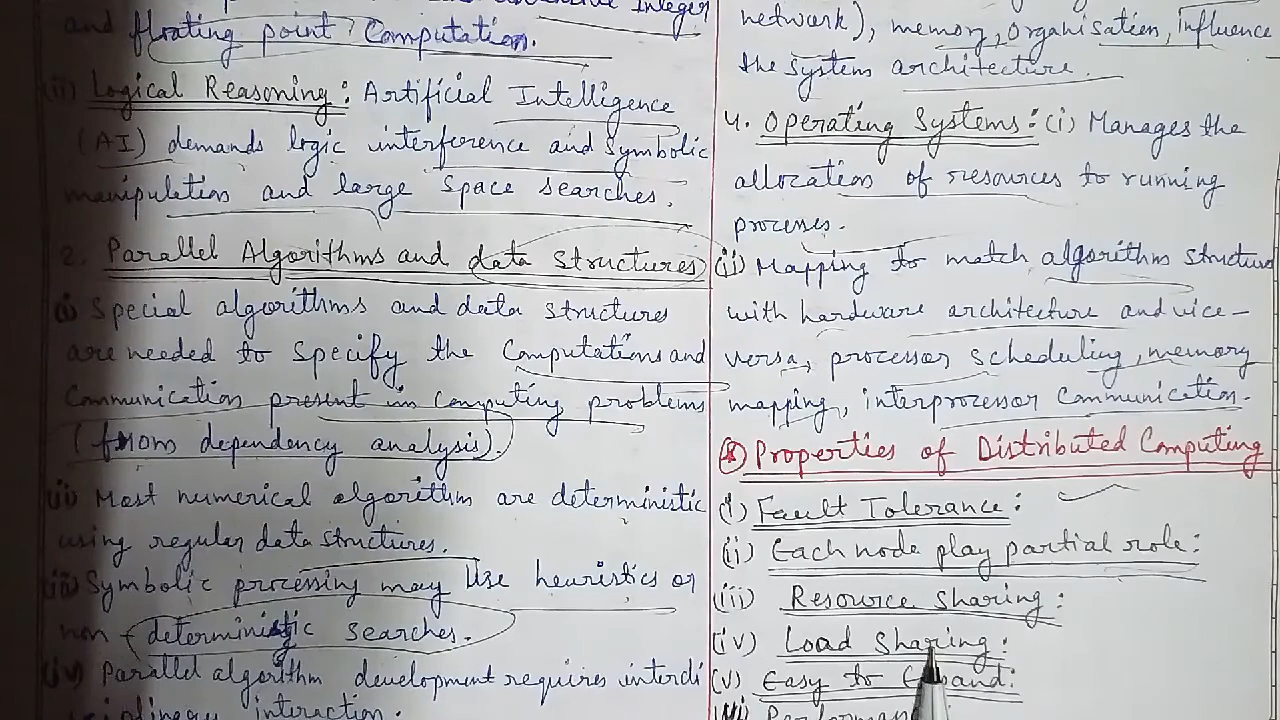 Integer
and floating point Computation.
(ii) Logical Reasoning: Artificial Intelligence
(AI) demands logic interference and Symbolic
manipulation and large space searches.
2. Parallel Algorithms and data structures
(i) Special algorithms and data structures
are needed to specify the Computations and
Communication present in computing problems
(from dependency analysis).
(ii) Most numerical algorithm are deterministic
using regular data structures.
(iii) Symbolic processing may Use heuristics or
non-deterministic searches.
(iv) Parallel algorithm development requires interdi
interaction.
network), memory, organisation, influence
the system architecture.
4. Operating Systems: (i) Manages the
allocation of resources to running
processes.
(ii) Mapping to match algorithm structure
with hardware architecture and vice-
versa, processor scheduling, memory
mapping, interprocessor Communication.
Properties of Distributed Computing
(i) Fault Tolerance:
(ii) Each node play partial role:
(iii) Resource sharing:
(iv) Load Sharing:
(v) Easy to Expand: